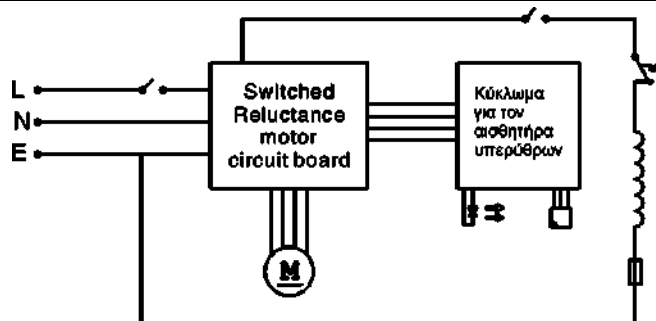 L
N
E
Switched
Reluctance
motor
circuit board
Κύκλωμα
για τον
αισθητήρα
υπερύθρων
M